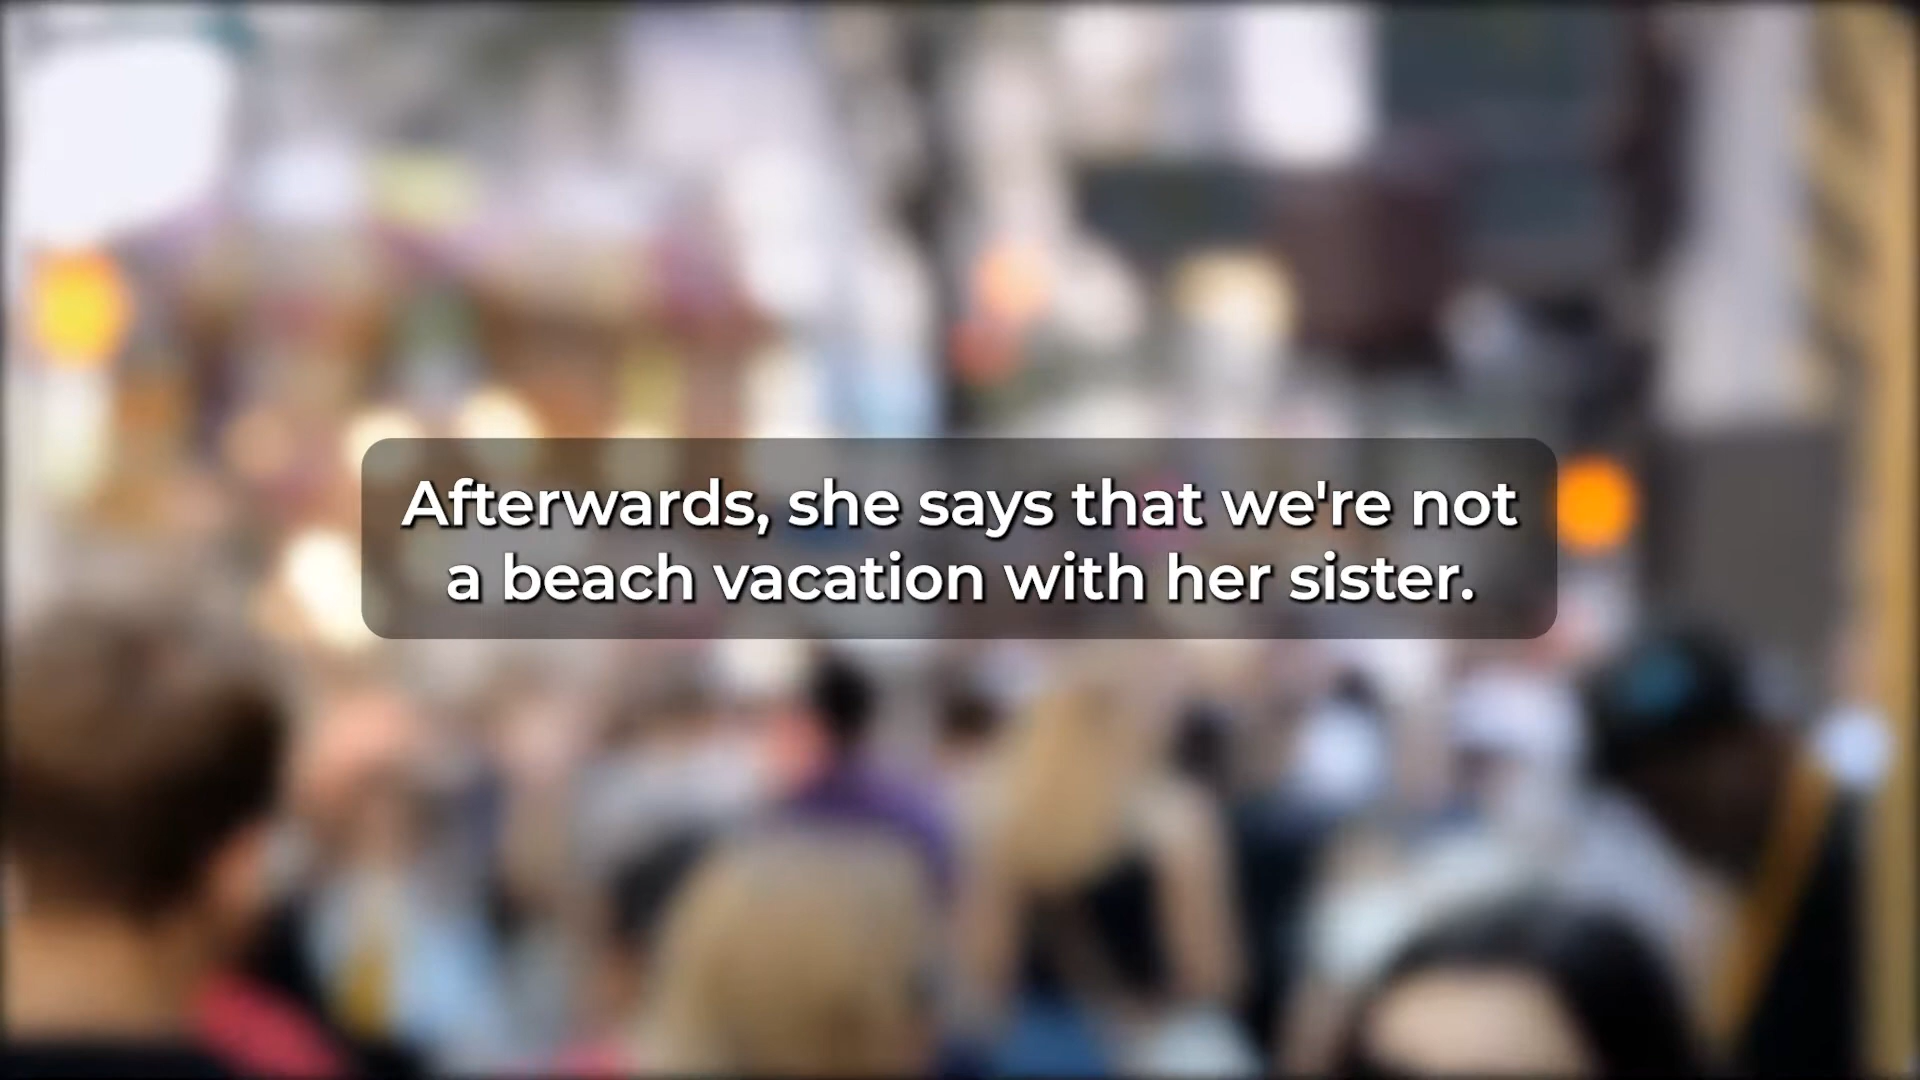 Afterwards, she says that we're not
a beach vacation with her sister.